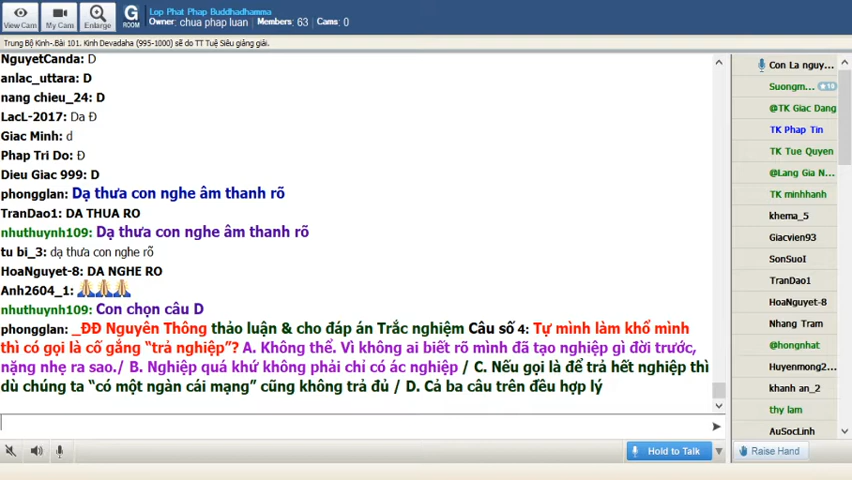 Lop Phat Phap Buddhadhamma
Owner: chua phap luan Members: 63 Cams: 0
View Cam
My Cam
Enlarge
G
ROOM
Trung Bộ Kinh-.Bài 101. Kinh Devadaha (995-1000) sẽ do TT Tuệ Siêu giảng giải.
NguyetCanda: D
anlac_uttara: D
nang chieu_24: D
LacL-2017: Da Đ
Giac Minh: d
Phap Tri Do: Đ
Dieu Giac 999: D
phongglan: Dạ thưa con nghe âm thanh rõ
TranDao1: DA THUA RO
nhuthuynh109: Dạ thưa con nghe âm thanh rõ
tu bi_3: dạ thưa con nghe rõ
HoaNguyet-8: DA NGHE RO
Anh2604_1:
nhuthuynh109: Con chọn câu D
phongglan: _ĐĐ Nguyên Thông thảo luận & cho đáp án Trắc nghiệm Câu số 4: Tự mình làm khổ mình
thì có gọi là cố gắng “trả nghiệp”? A. Không thể. Vì không ai biết rõ mình đã tạo nghiệp gì đời trước,
nặng nhẹ ra sao./ B. Nghiệp quá khứ không phải chỉ có ác nghiệp / C. Nếu gọi là để trả hết nghiệp thì
dù chúng ta “có một ngàn cái mạng” cũng không trả đủ / D. Cả ba câu trên đều hợp lý
Con La nguy...
Suongm...
★10
@TK Giac Dang
TK Phap Tin
TK Tue Quyen
@Lang Gia N...
TK minhhanh
khema_5
Giacvien93
SonSuoI
TranDao1
HoaNguyet-8
Nhang Tram
@hongnhat
Huyenmong2...
khanh an_2
thy lam
AuSocLinh
Hold to Talk
Raise Hand